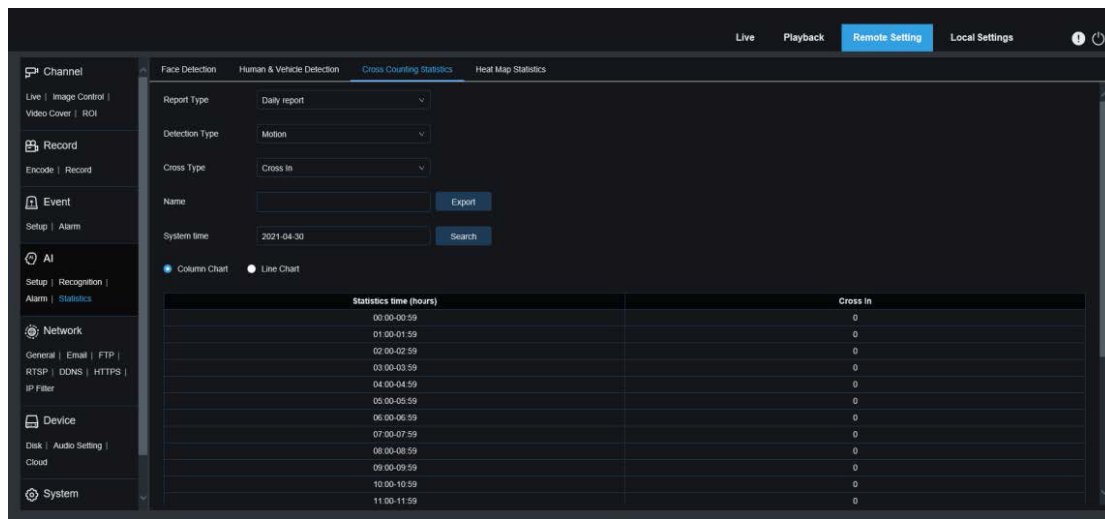 Live Playback Remote Setting Local Settings
Channel
Live | Image Control |
Video Cover | ROI
Record
Encode | Record
Event
Setup | Alarm
AI
Setup | Recognition |
Alarm | Statistics
Network
General | Email | FTP |
RTSP | DDNS | HTTPS |
IP Filter
Device
Disk | Audio Setting |
Cloud
System
Face Detection Human & Vehicle Detection Cross Counting Statistics Heat Map Statistics
Report Type Daily report
Detection Type Motion
Cross Type Cross In
Name Export
System time 2021-04-30 Search
Column Chart Line Chart
Statistics time (hours) Cross In
00:00-00:59 0
01:00-01:59 0
02:00-02:59 0
03:00-03:59 0
04:00-04:59 0
05:00-05:59 0
06:00-06:59 0
07:00-07:59 0
08:00-08:59 0
09:00-09:59 0
10:00-10:59 0
11:00-11:59 0